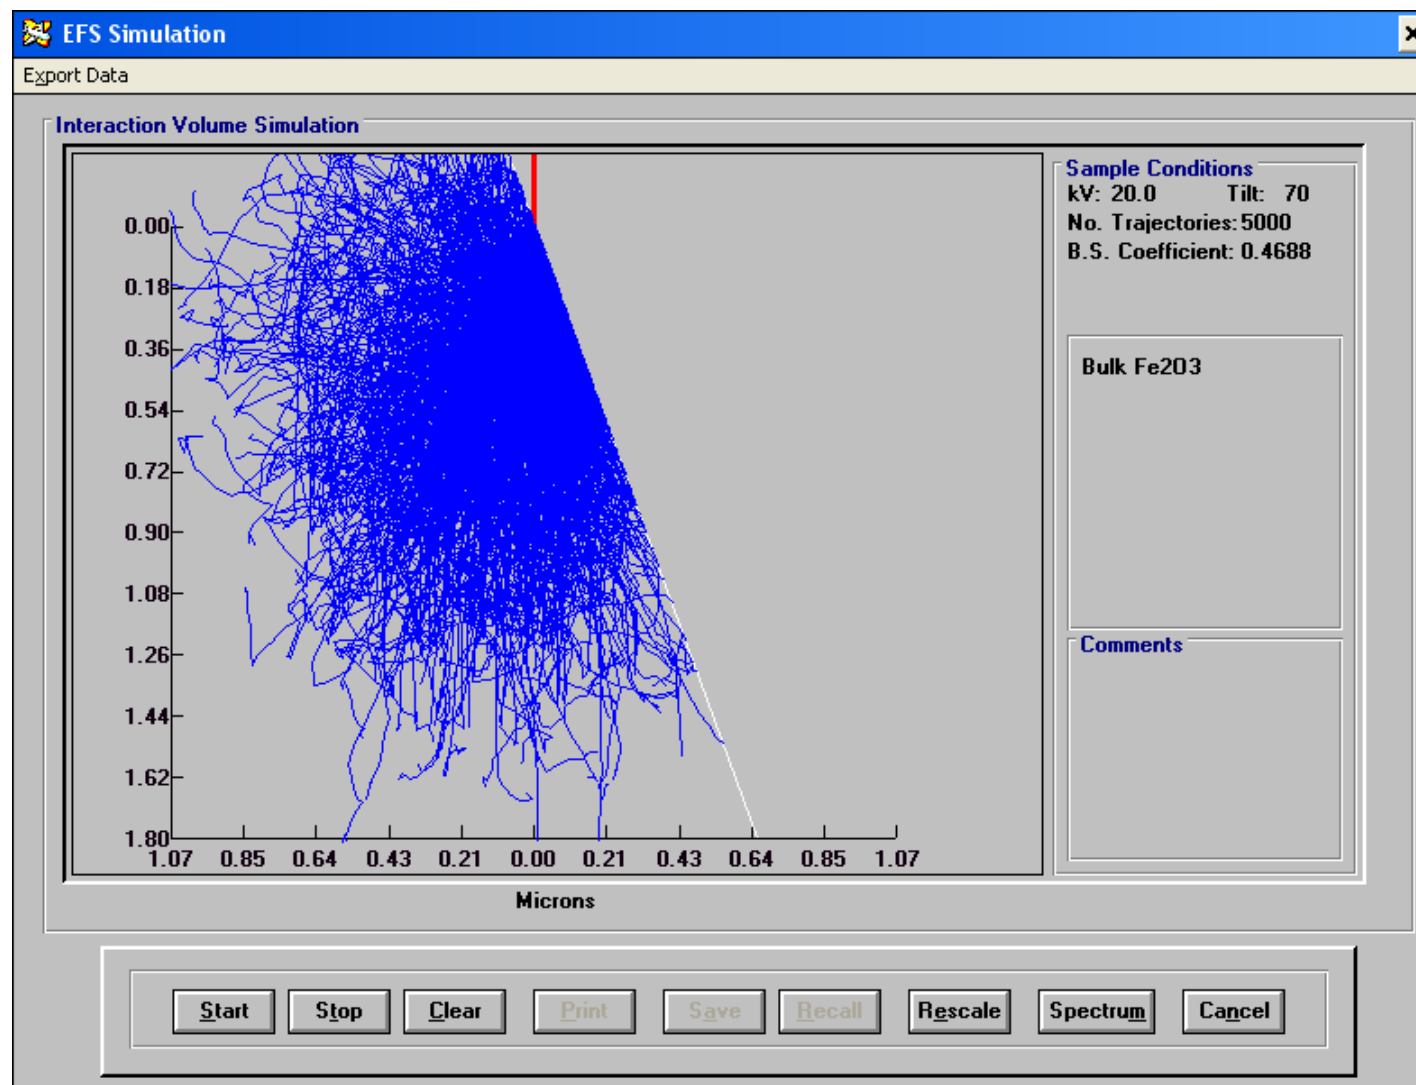 EFS Simulation
Export Data
Interaction Volume Simulation
0.00
0.18
0.36
0.54
0.72
0.90
1.08
1.26
1.44
1.62
1.80
1.07 0.85 0.64 0.43 0.21 0.00 0.21 0.43 0.64 0.85 1.07
Microns
Sample Conditions
kV: 20.0 Tilt: 70
No. Trajectories: 5000
B.S. Coefficient: 0.4688
Bulk Fe2O3
Comments
Start Stop Clear Print Save Recall Rescale Spectrum Cancel